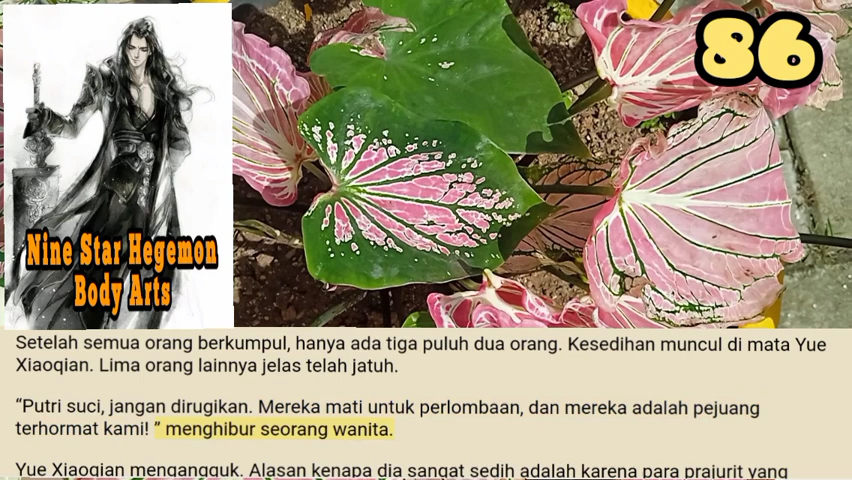 86
Nine Star Hegemon
Body Arts
Setelah semua orang berkumpul, hanya ada tiga puluh dua orang. Kesedihan muncul di mata Yue
Xiaoqian. Lima orang lainnya jelas telah jatuh.
“Putri suci, jangan dirugikan. Mereka mati untuk perlombaan, dan mereka adalah pejuang
terhormat kami! ” menghibur seorang wanita.
Yue Xiaoqian mengangguk. Alasan kenapa dia sangat sedih adalah karena para prajurit yang